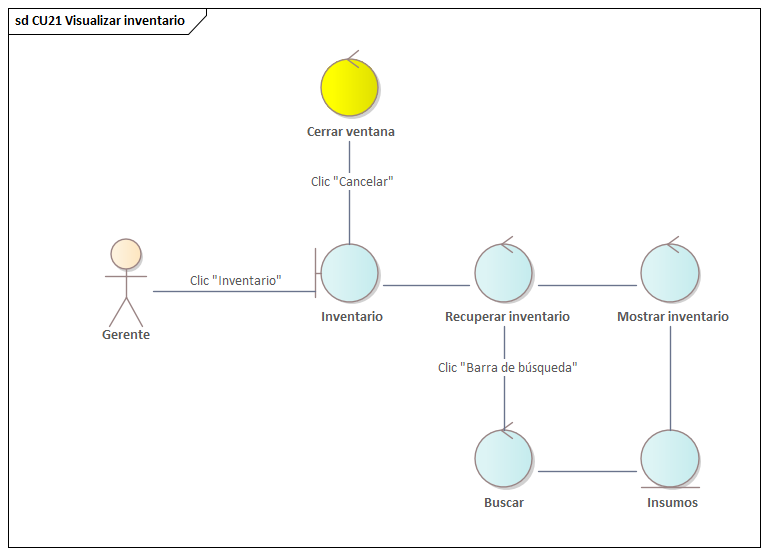 sd CU21 Visualizar inventario
Cerrar ventana
Clic "Cancelar"
Clic "Inventario"
Gerente
Inventario
Recuperar inventario
Mostrar inventario
Clic "Barra de búsqueda"
Buscar
Insumos